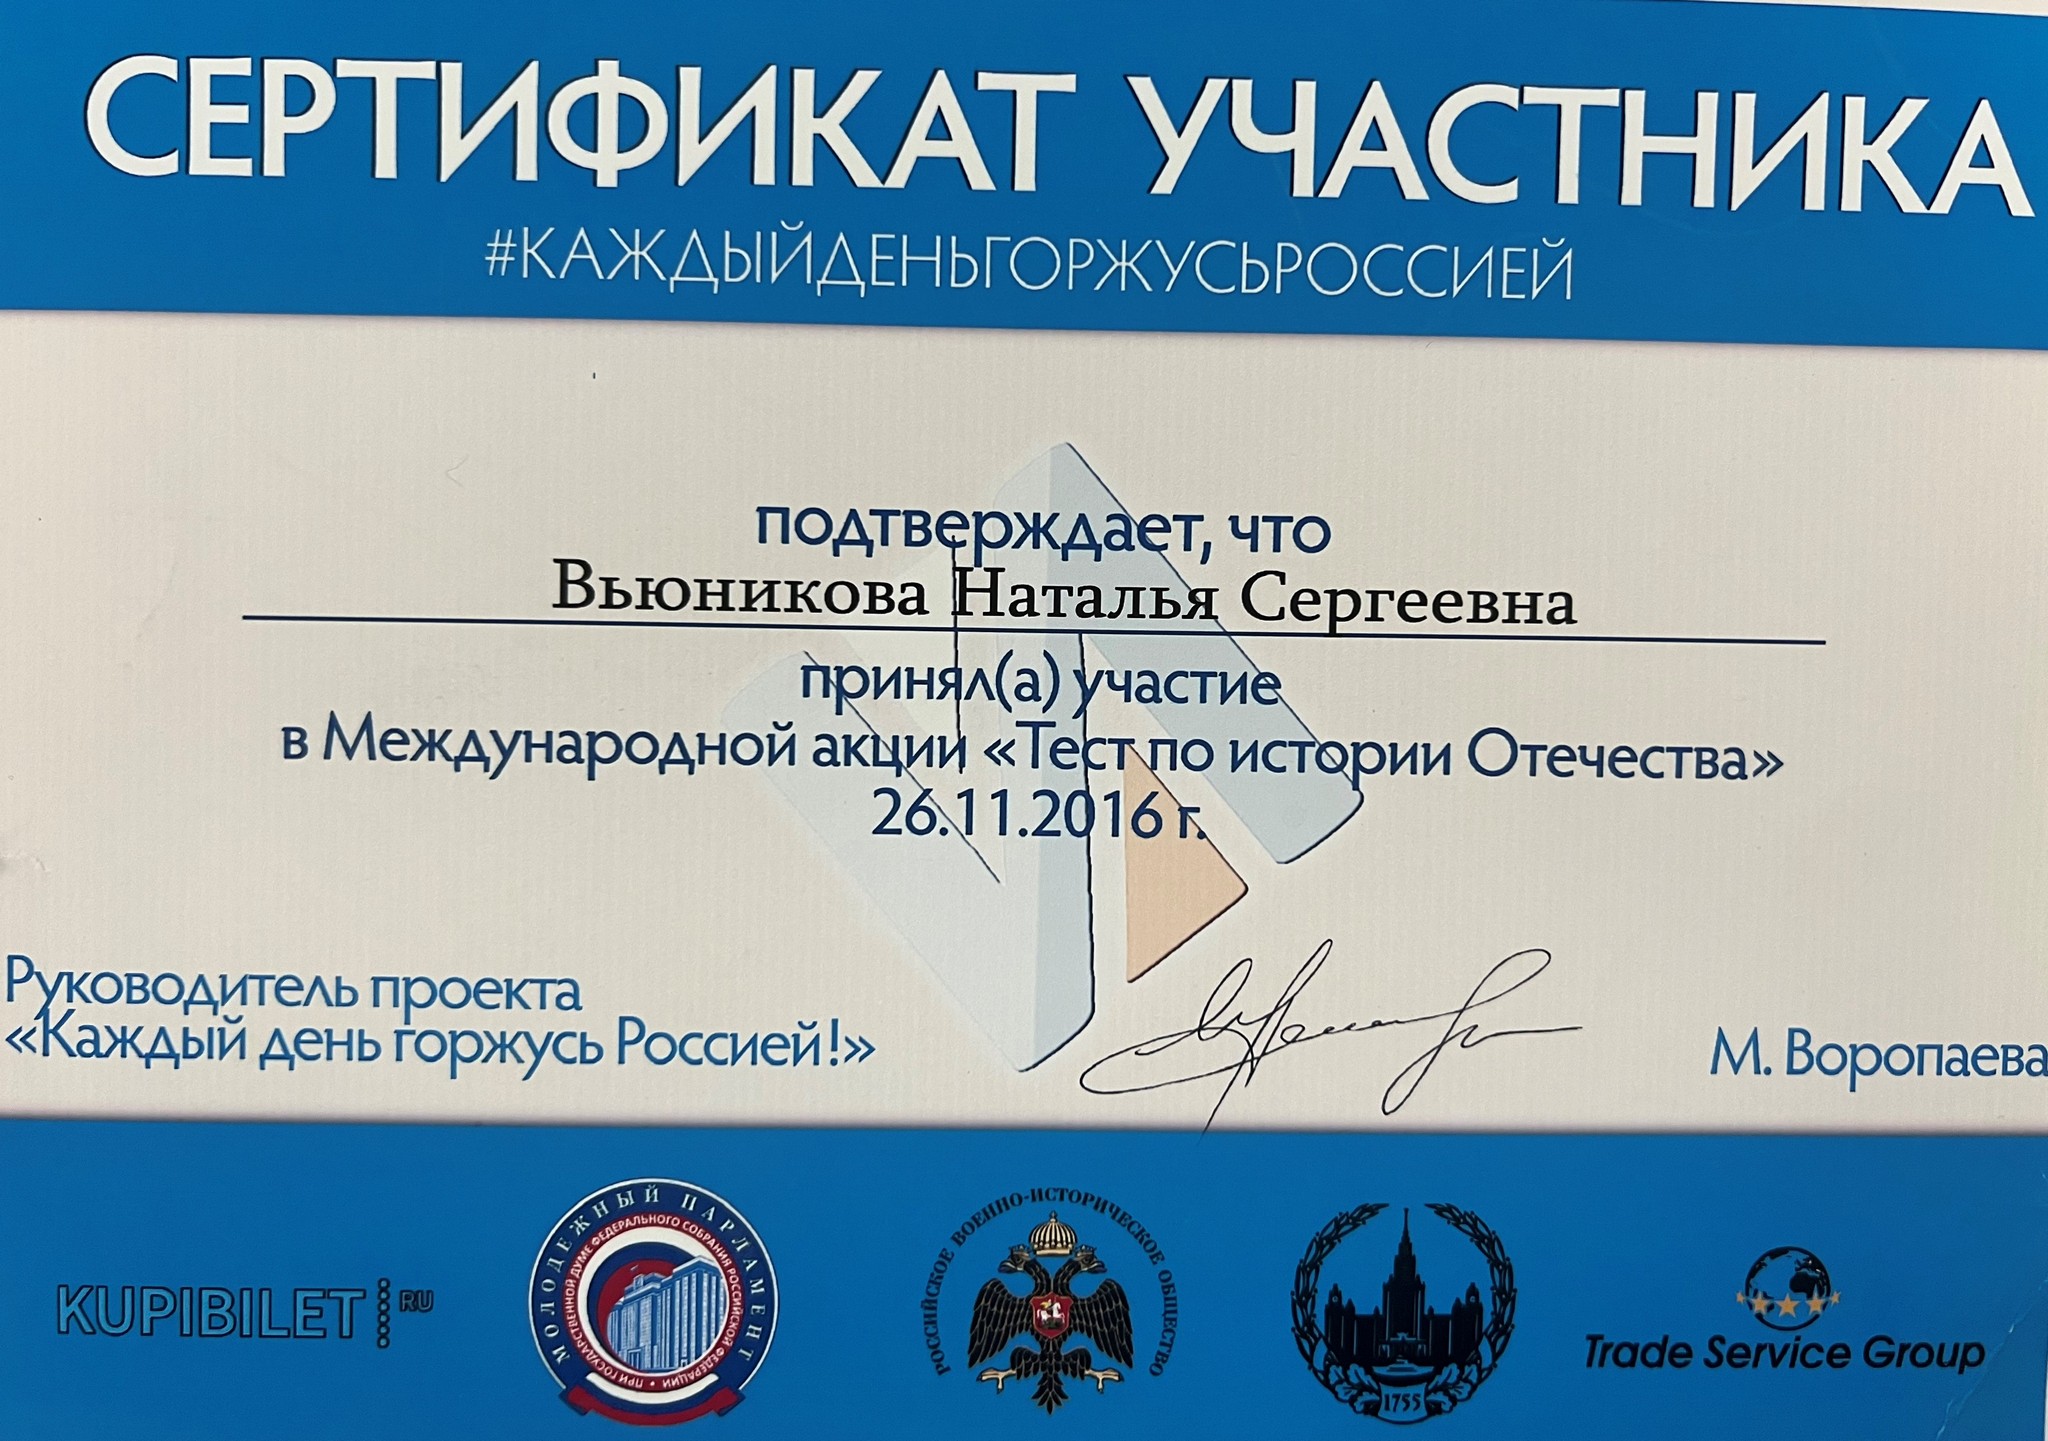 СЕРТИФИКАТ УЧАСТНИКА
#КАЖДЫЙДЕНЬГОРЖУСЬРОССИЕЙ
подтверждает, что
Вьюникова Наталья Сергеевна
принял(а) участие
в Международной акции «Тест по истории Отечества»
26.11.2016 г.
Руководитель проекта
«Каждый день горжусь Россией!»
М. Воропаева
KUPIBILET RU
МОЛОДЕЖНЫЙ ПАРЛАМЕНТ
ПРИ ГОСУДАРСТВЕННОЙ ДУМЕ ФЕДЕРАЛЬНОГО СОБРАНИЯ РОССИЙСКОЙ ФЕДЕРАЦИИ
РОССИЙСКОЕ ВОЕННО-ИСТОРИЧЕСКОЕ ОБЩЕСТВО
1755
Trade Service Group